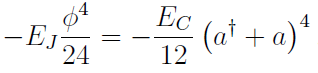 $-E_J \frac{\phi^4}{24} = -\frac{E_C}{12} \left( a^\dagger + a \right)^4$